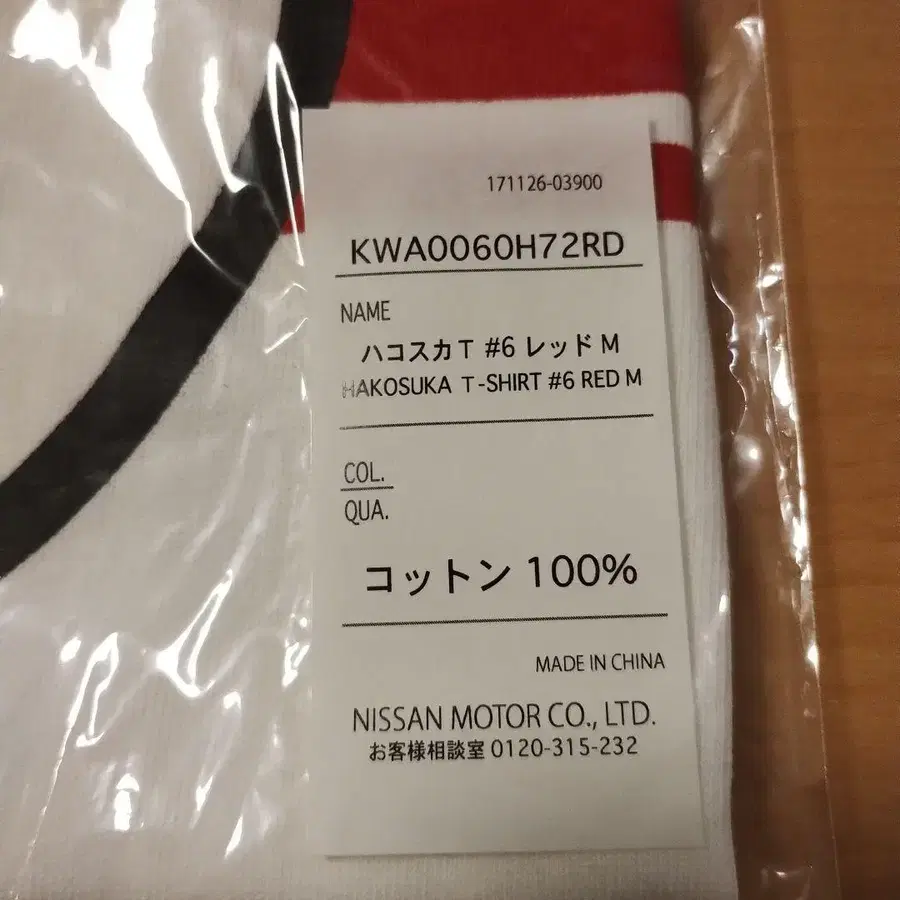 171126-03900
KWA0060H72RD
NAME
ハコスカT #6 レッド M
HAKOSUKA T-SHIRT #6 RED M
COL.
QUA.
コットン 100%
MADE IN CHINA
NISSAN MOTOR CO., LTD.
お客様相談室 0120-315-232